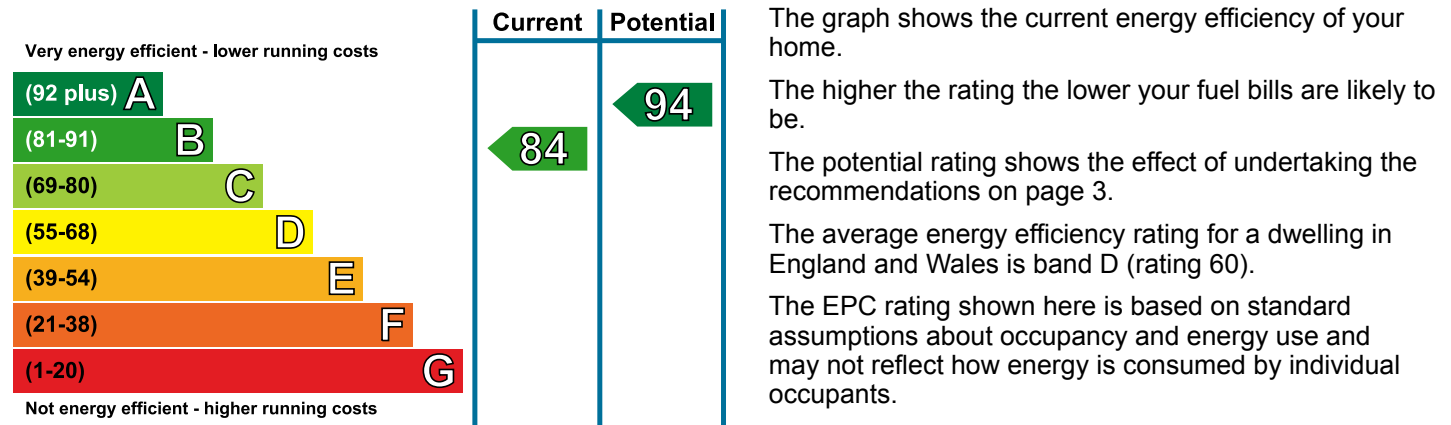 Current Potential
Very energy efficient - lower running costs
(92 plus) A
(81-91) B
(69-80) C
(55-68) D
(39-54) E
(21-38) F
(1-20) G
Not energy efficient - higher running costs
84
94
The graph shows the current energy efficiency of your
home.
The higher the rating the lower your fuel bills are likely to
be.
The potential rating shows the effect of undertaking the
recommendations on page 3.
The average energy efficiency rating for a dwelling in
England and Wales is band D (rating 60).
The EPC rating shown here is based on standard
assumptions about occupancy and energy use and
may not reflect how energy is consumed by individual
occupants.